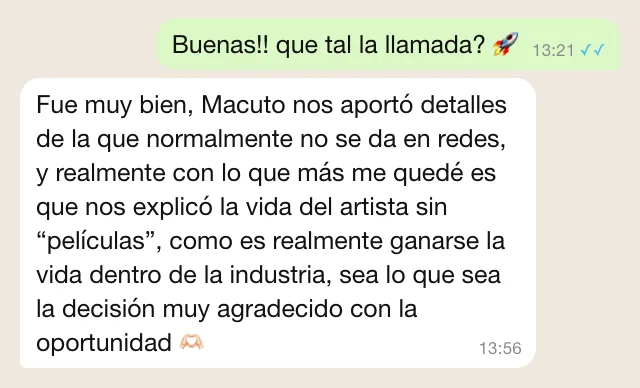 Buenas!! que tal la llamada? 🚀 13:21
Fue muy bien, Macuto nos aportó detalles
de la que normalmente no se da en redes,
y realmente con lo que más me quedé es
que nos explicó la vida del artista sin
“películas”, como es realmente ganarse la
vida dentro de la industria, sea lo que sea
la decisión muy agradecido con la
oportunidad 🫶🏻 13:56